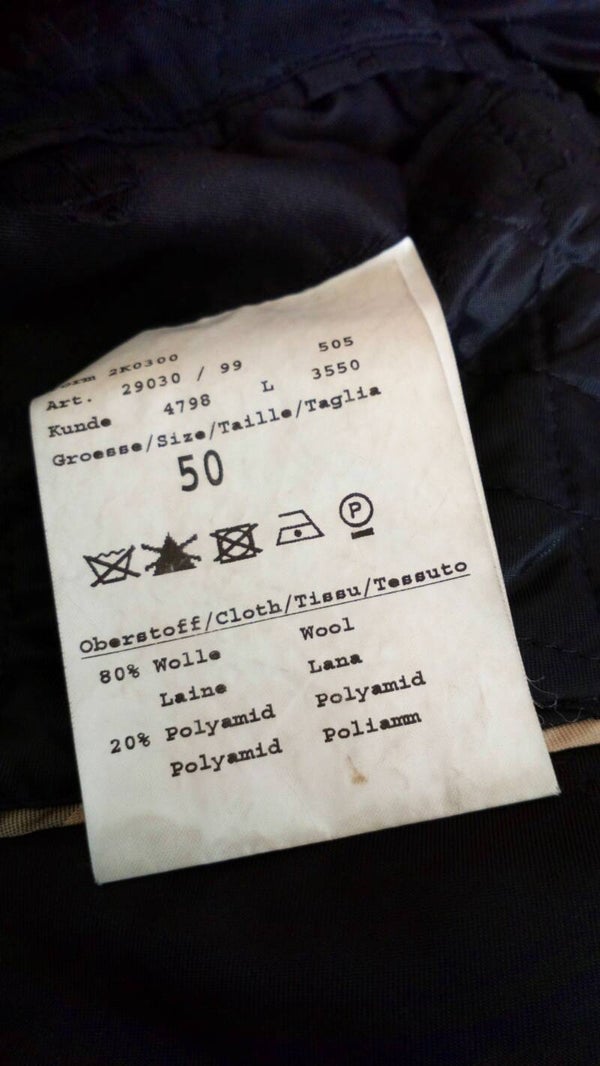 2K0300 505
Art. 29030 / 99 L 3550
Kunde 4798
Groesse/Size/Taille/Taglia
50
P
Oberstoff/Cloth/Tissu/Tessuto
80% Wolle Wool
Laine Lana
20% Polyamid Polyamid
Polyamid Poliamm